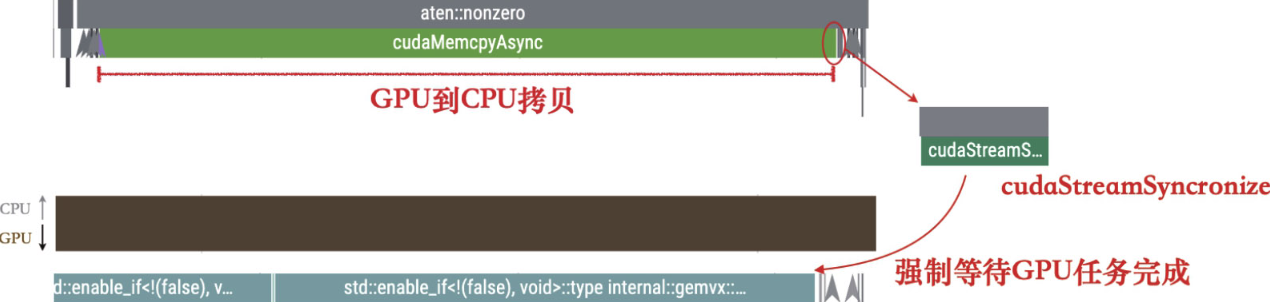 aten::nonzero
cudaMemcpyAsync
GPU到CPU拷贝
cudaStreamS...
cudaStreamSyncronize
CPU
GPU
强制等待GPU任务完成
d::enable_if<!(false), v...
std::enable_if<!(false), void>::type internal::gemvx::...